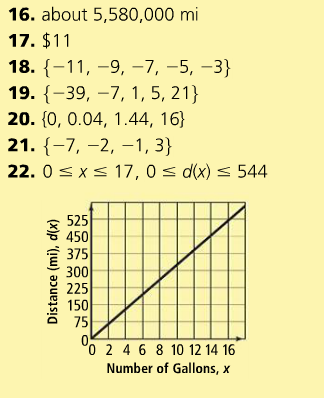 16. about 5,580,000 mi
17. $11
18. {−11, −9, −7, −5, −3}
19. {−39, −7, 1, 5, 21}
20. {0, 0.04, 1.44, 16}
21. {−7, −2, −1, 3}
22. 0 ≤ x ≤ 17, 0 ≤ d(x) ≤ 544
Distance (mi), d(x)
525
450
375
300
225
150
75
0
0 2 4 6 8 10 12 14 16
Number of Gallons, x